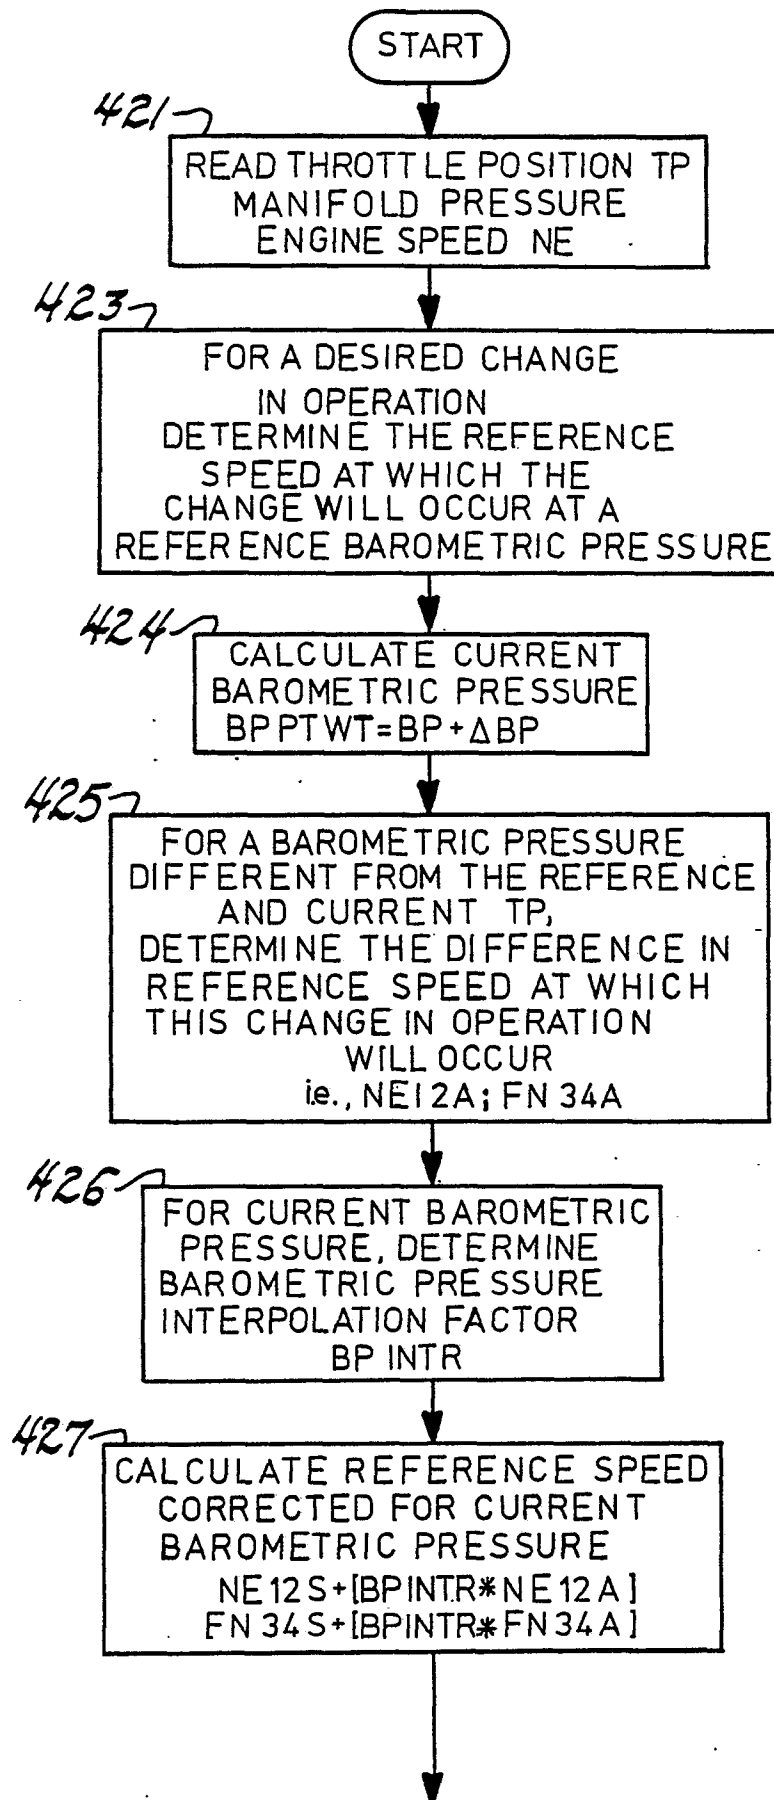 START
421
READ THROTTLE POSITION TP
MANIFOLD PRESSURE
ENGINE SPEED NE
423
FOR A DESIRED CHANGE
IN OPERATION
DETERMINE THE REFERENCE
SPEED AT WHICH THE
CHANGE WILL OCCUR AT A
REFERENCE BAROMETRIC PRESSURE
424
CALCULATE CURRENT
BAROMETRIC PRESSURE
BPPTWT=BP+ΔBP
425
FOR A BAROMETRIC PRESSURE
DIFFERENT FROM THE REFERENCE
AND CURRENT TP,
DETERMINE THE DIFFERENCE IN
REFERENCE SPEED AT WHICH
THIS CHANGE IN OPERATION
WILL OCCUR
i.e., NE12A; FN34A
426
FOR CURRENT BAROMETRIC
PRESSURE, DETERMINE
BAROMETRIC PRESSURE
INTERPOLATION FACTOR
BPINTR
427
CALCULATE REFERENCE SPEED
CORRECTED FOR CURRENT
BAROMETRIC PRESSURE
NE12S+[BPINTR*NE12A]
FN34S+[BPINTR*FN34A]